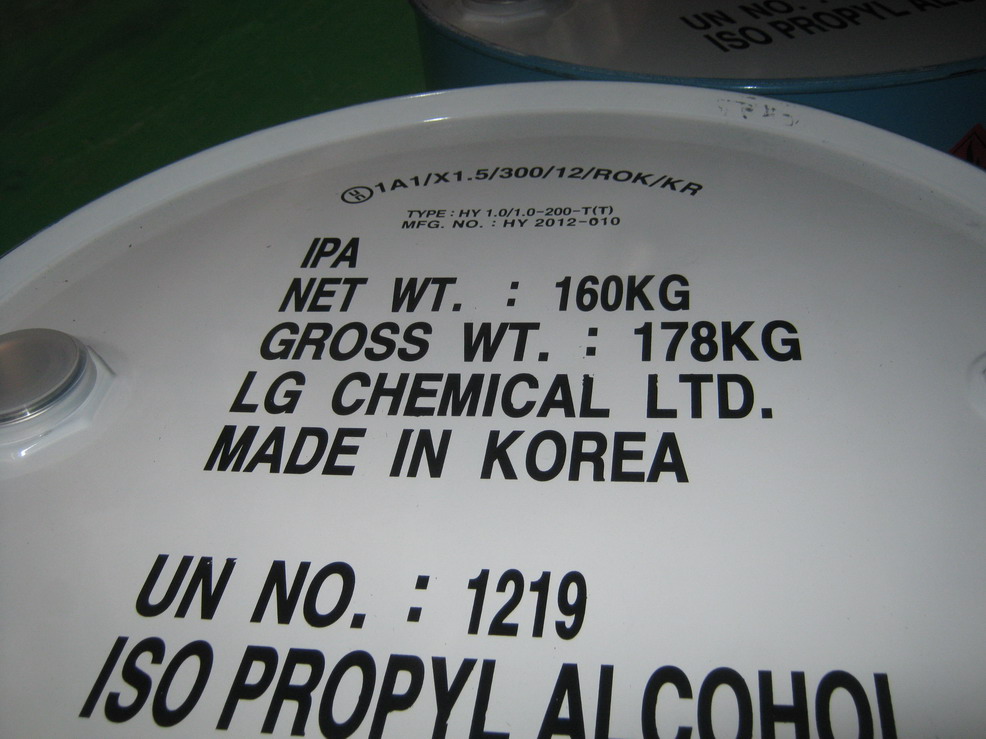 UN NO. :
ISO PROPYL ALCO
1A1/X1.5/300/12/ROK/KR
TYPE : HY 1.0/1.0-200-T(T)
MFG. NO. : HY 2012-010
IPA
NET WT. : 160KG
GROSS WT. : 178KG
LG CHEMICAL LTD.
MADE IN KOREA
UN NO. : 1219
ISO PROPYL ALCOHOL